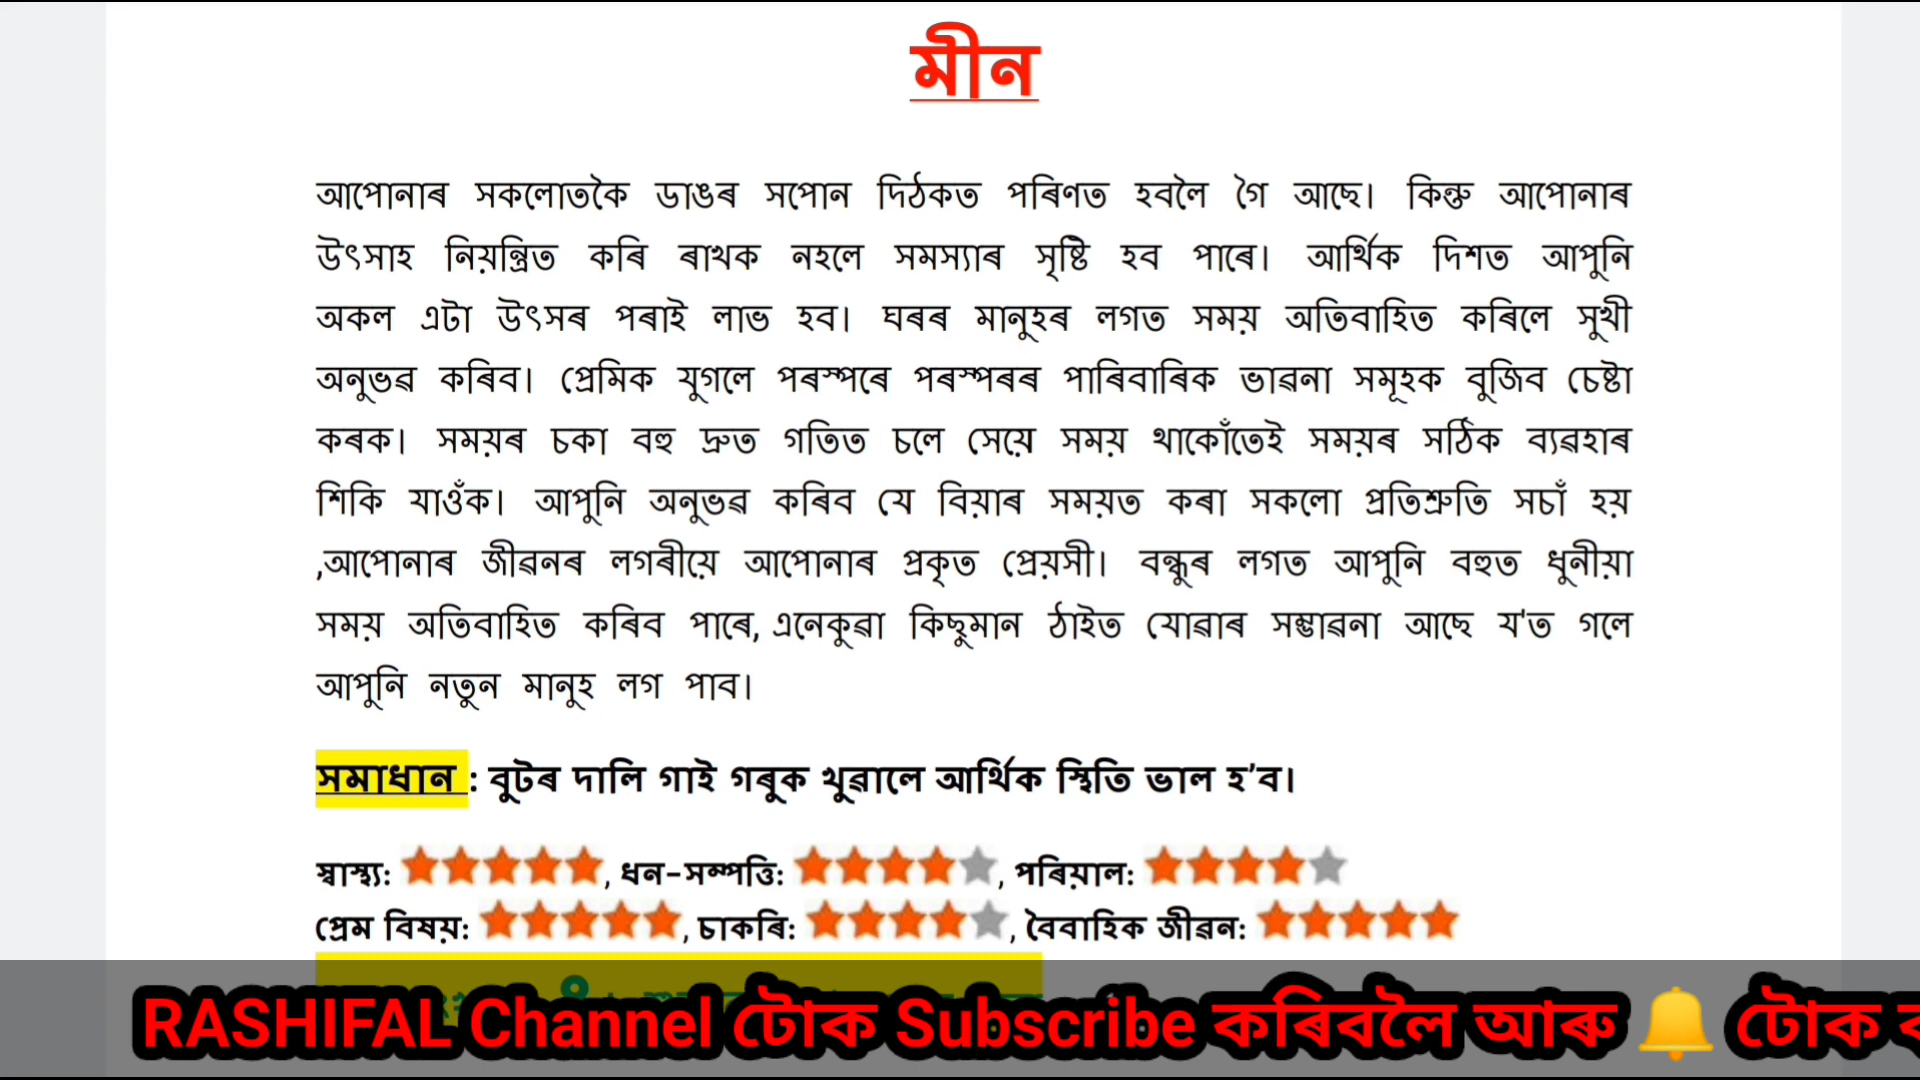 মীন
আপোনাৰ সকলোতকৈ ডাঙৰ সপোন দিঠকত পৰিণত হবলৈ গৈ আছে। কিন্তু আপোনাৰ
উৎসাহ নিয়ন্ত্ৰিত কৰি ৰাখক নহলে সমস্যাৰ সৃষ্টি হব পাৰে। আৰ্থিক দিশত আপুনি
অকল এটা উৎসৰ পৰাই লাভ হব। ঘৰৰ মানুহৰ লগত সময় অতিবাহিত কৰিলে সুখী
অনুভৱ কৰিব। প্ৰেমিক যুগলে পৰস্পৰে পৰস্পৰৰ পাৰিবাৰিক ভাৱনা সমূহক বুজিব চেষ্টা
কৰক। সময়ৰ চকা বহু দ্ৰুত গতিত চলে সেয়ে সময় থাকোঁতেই সময়ৰ সঠিক ব্যৱহাৰ
শিকি যাওঁক। আপুনি অনুভৱ কৰিব যে বিয়াৰ সময়ত কৰা সকলো প্ৰতিশ্ৰুতি সচাঁ হয়
,আপোনাৰ জীৱনৰ লগৰীয়ে আপোনাৰ প্ৰকৃত প্ৰেয়সী। বন্ধুৰ লগত আপুনি বহুত ধুনীয়া
সময় অতিবাহিত কৰিব পাৰে, এনেকুৱা কিছুমান ঠাইত যোৱাৰ সম্ভাৱনা আছে য'ত গলে
আপুনি নতুন মানুহ লগ পাব।
সমাধান : বুটৰ দালি গাই গৰুক খুৱালে আৰ্থিক স্থিতি ভাল হ'ব।
স্বাস্থ্য: , ধন-সম্পত্তি: , পৰিয়াল:
প্ৰেম বিষয়: , চাকৰি: , বৈবাহিক জীৱন:
RASHIFAL Channel টোক Subscribe কৰিবলৈ আৰু 🔔 টোক